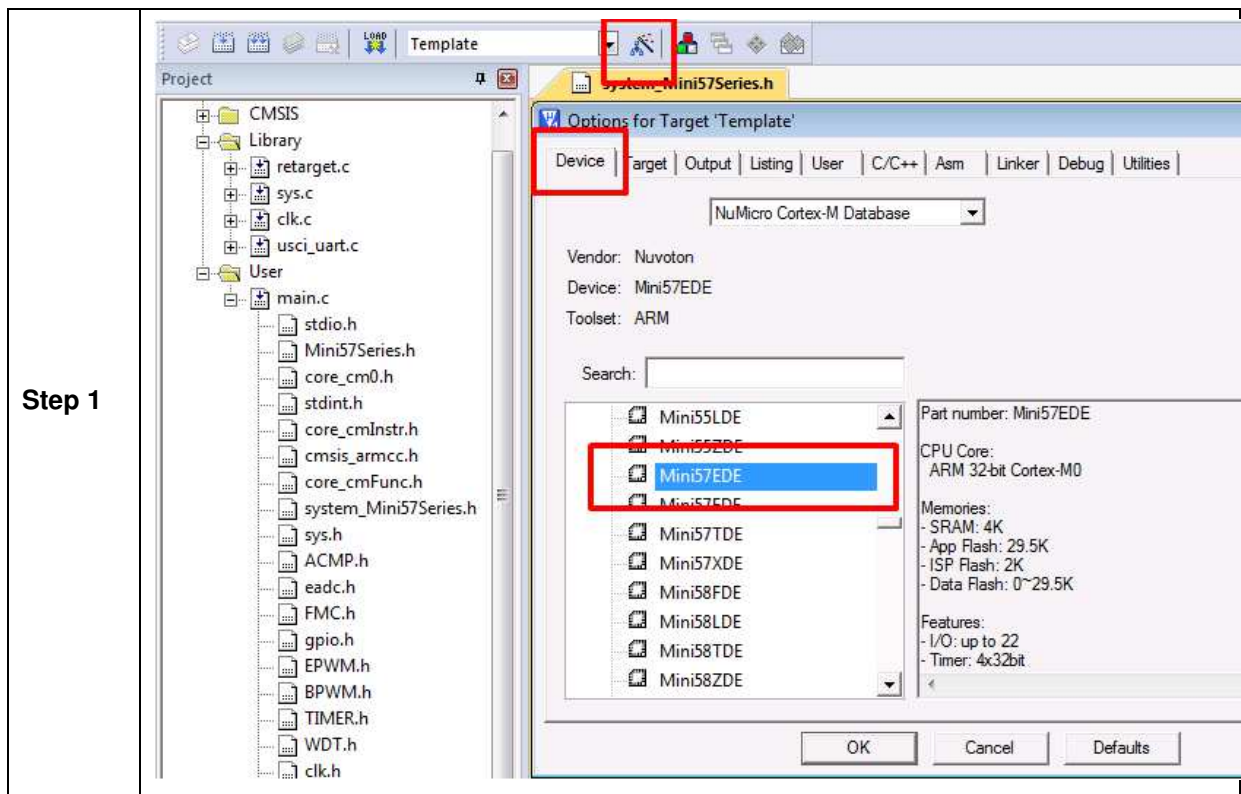 Step 1
LOAD
Template
Project
CMSIS
Library
retarget.c
sys.c
clk.c
usci_uart.c
User
main.c
stdio.h
Mini57Series.h
core_cm0.h
stdint.h
core_cmInstr.h
cmsis_armcc.h
core_cmFunc.h
system_Mini57Series.h
sys.h
ACMP.h
eadc.h
FMC.h
gpio.h
EPWM.h
BPWM.h
TIMER.h
WDT.h
clk.h
system_Mini57Series.h
Options for Target 'Template'
Device Target Output Listing User C/C++ Asm Linker Debug Utilities
NuMicro Cortex-M Database
Vendor: Nuvoton
Device: Mini57EDE
Toolset: ARM
Search:
Mini55LDE
Mini55ZDE
Mini57EDE
Mini57FDE
Mini57TDE
Mini57XDE
Mini58FDE
Mini58LDE
Mini58TDE
Mini58ZDE
Part number: Mini57EDE
CPU Core:
ARM 32-bit Cortex-M0
Memories:
- SRAM: 4K
- App Flash: 29.5K
- ISP Flash: 2K
- Data Flash: 0~29.5K
Features:
- I/O: up to 22
- Timer: 4x32bit
OK Cancel Defaults